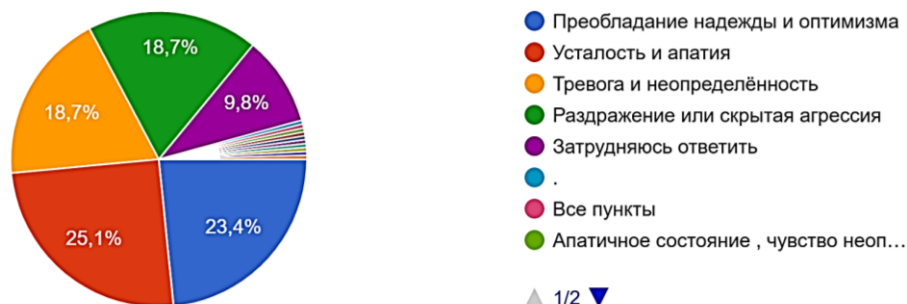 18,7%
9,8%
18,7%
25,1%
23,4%
Преобладание надежды и оптимизма
Усталость и апатия
Тревога и неопределённость
Раздражение или скрытая агрессия
Затрудняюсь ответить
.
Все пункты
Апатичное состояние , чувство неоп...
1/2